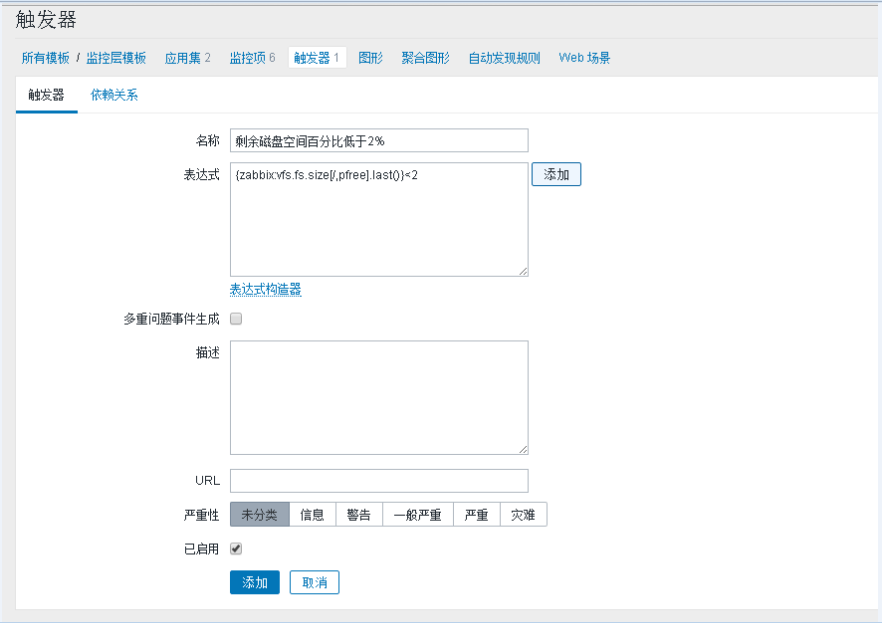 触发器
所有模板 / 监控层模板 应用集 2 监控项 6 触发器 1 图形 聚合图形 自动发现规则 Web 场景
触发器 依赖关系
名称 剩余磁盘空间百分比低于2%
表达式 {zabbix:vfs.fs.size[/,pfree].last()}<2 添加
表达式构造器
多重问题事件生成
描述
URL
严重性 未分类 信息 警告 一般严重 严重 灾难
已启用
添加 取消